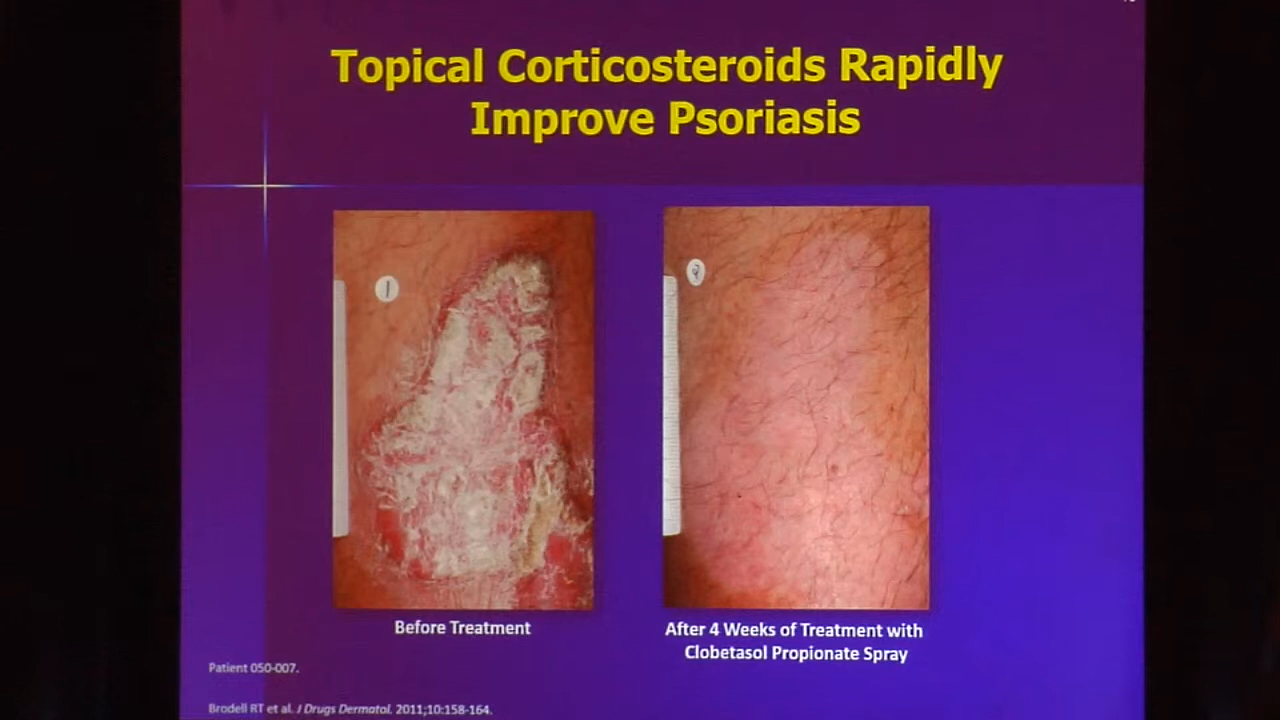 Topical Corticosteroids Rapidly
Improve Psoriasis
1
2
Before Treatment
After 4 Weeks of Treatment with
Clobetasol Propionate Spray
Patient 050-007.
Brodell RT et al. J Drugs Dermatol. 2011;10:158-164.